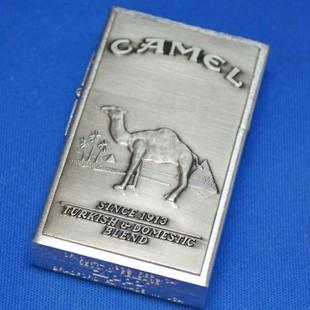 CAMEL
SINCE 1913
TURKISH & DOMESTIC
BLEND